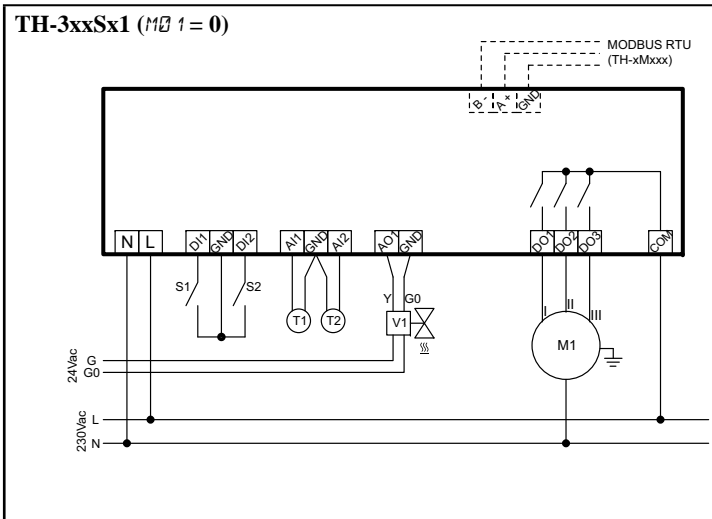 TH-3xxSx1 (M01 = 0)
MODBUS RTU
(TH-xMxxx)
B - A + GND
N L DI1 GND DI2 AI1 GND AI2 AO1 GND DO1 DO2 DO3 COM
S1 S2 T1 T2 Y G0 V1 I II III M1
24Vac G
G0
230Vac L
N